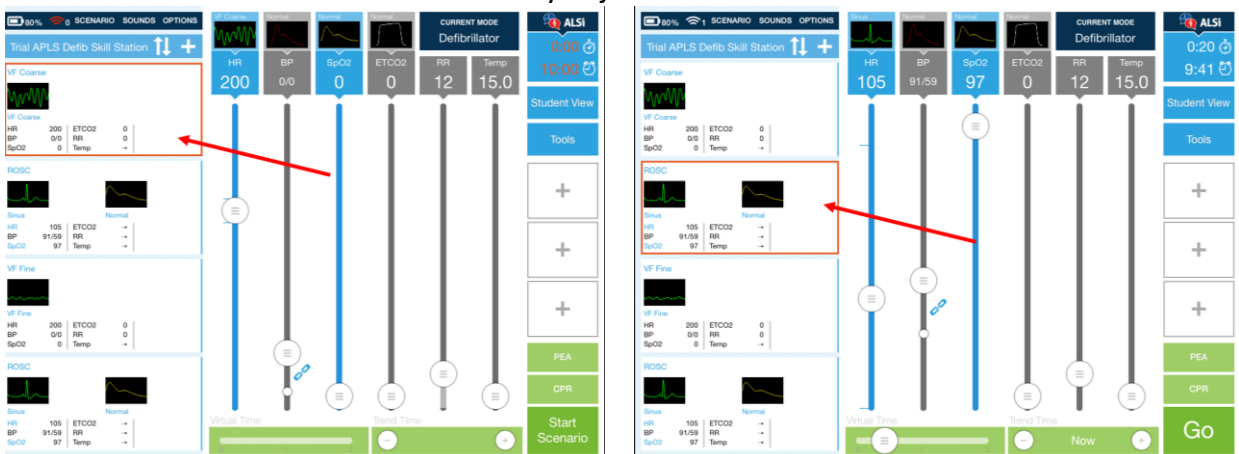 80% 0 SCENARIO SOUNDS OPTIONS
Trial APLS Defib Skill Station
VF Coarse
VF Coarse
HR 200 ETCO2 0
BP 0/0 RR 0
SpO2 0 Temp --
ROSC
Sinus Normal
HR 105 ETCO2 --
BP 91/59 RR --
SpO2 97 Temp --
VF Fine
VF Fine
HR 200 ETCO2 0
BP 0/0 RR 0
SpO2 0 Temp --
ROSC
Sinus Normal
HR 105 ETCO2 --
BP 91/59 RR --
SpO2 97 Temp --
VF Coarse Normal Normal Normal
HR BP SpO2 ETCO2 RR Temp
200 0/0 0 0 12 15.0
CURRENT MODE
Defibrillator
Virtual Time Trend Time
ALSi
0:00
10:00
Student View
Tools
+
+
+
PEA
CPR
Start
Scenario
80% 1 SCENARIO SOUNDS OPTIONS
Trial APLS Defib Skill Station
VF Coarse
VF Coarse
HR 200 ETCO2 0
BP 0/0 RR 0
SpO2 0 Temp --
ROSC
Sinus Normal
HR 105 ETCO2 --
BP 91/59 RR --
SpO2 97 Temp --
VF Fine
VF Fine
HR 200 ETCO2 0
BP 0/0 RR 0
SpO2 0 Temp --
ROSC
Sinus Normal
HR 105 ETCO2 --
BP 91/59 RR --
SpO2 97 Temp --
Sinus Normal Normal Normal
HR BP SpO2 ETCO2 RR Temp
105 91/59 97 0 12 15.0
CURRENT MODE
Defibrillator
Virtual Time Trend Time
Now
ALSi
0:20
9:41
Student View
Tools
+
+
+
PEA
CPR
Go